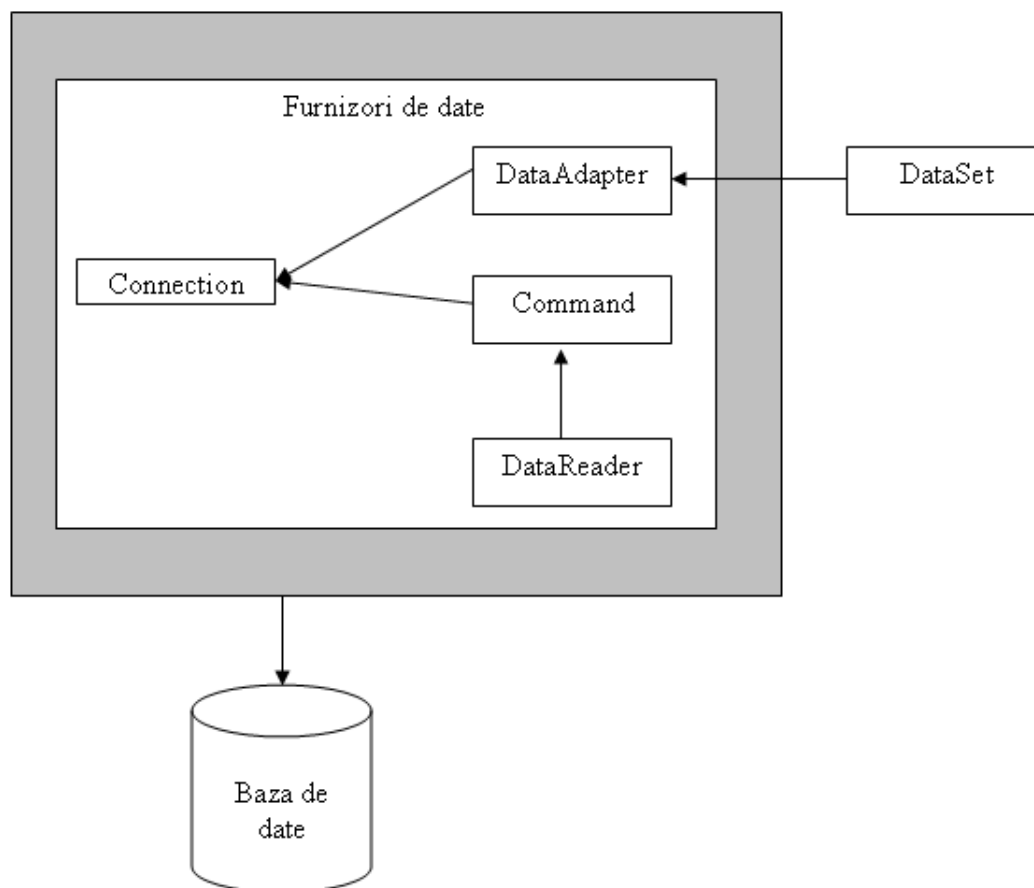 Furnizori de date
DataAdapter
DataSet
Connection
Command
DataReader
Baza de
date